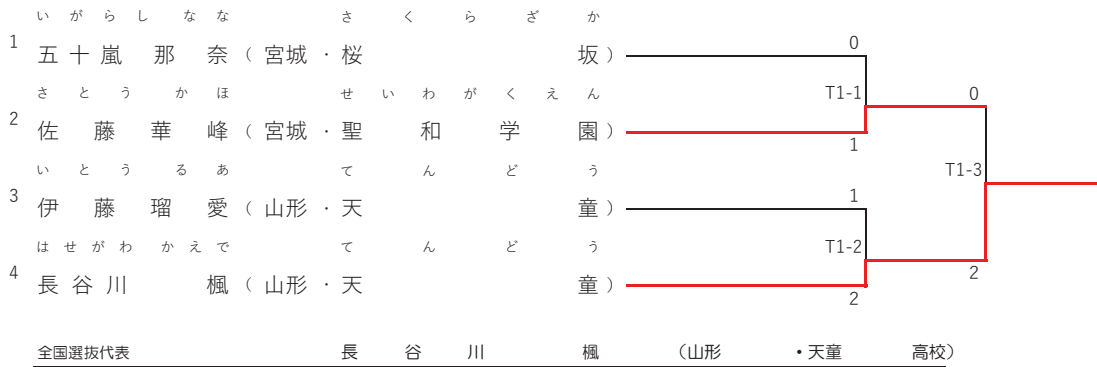 いがらしなな さくらざか
1 五十嵐 那奈（宮城・桜坂） 0
さとうかほ せいわがくえん T1-1 0
2 佐藤華峰（宮城・聖和学園） 1
いとうるあ てんどう T1-3
3 伊藤瑠愛（山形・天童） 1
はせがわかえで てんどう T1-2
4 長谷川 楓（山形・天童） 2 2
全国選抜代表 長谷川 楓 （山形・天童 高校）